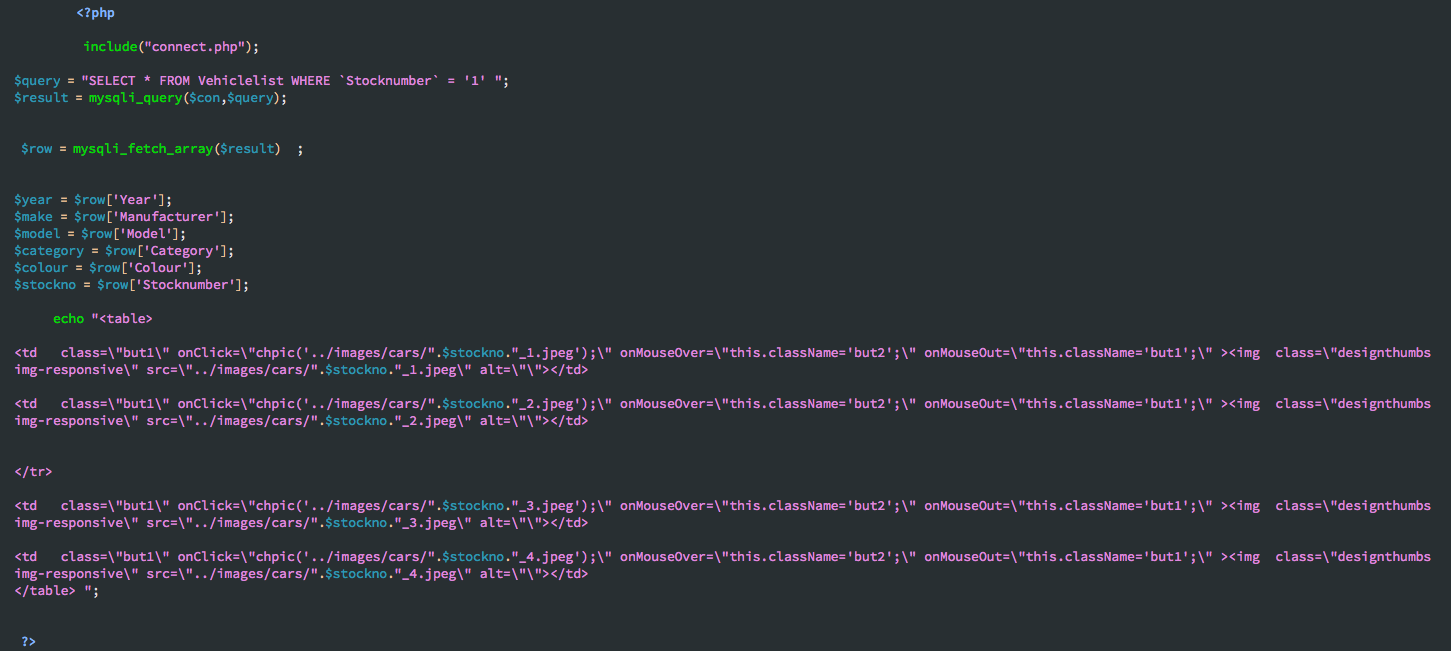 <?php
include("connect.php");
$query = "SELECT * FROM Vehiclelist WHERE `Stocknumber` = '1' ";
$result = mysqli_query($con,$query);
$row = mysqli_fetch_array($result)  ;
$year = $row['Year'];
$make = $row['Manufacturer'];
$model = $row['Model'];
$category = $row['Category'];
$colour = $row['Colour'];
$stockno = $row['Stocknumber'];
echo "<table>
<td   class=\"but1\" onClick=\"chpic('../images/cars/".$stockno."_1.jpeg');\" onMouseOver=\"this.className='but2';\" onMouseOut=\"this.className='but1';\" ><img  class=\"designthumbs
img-responsive\" src=\"../images/cars/".$stockno."_1.jpeg\" alt=\"\"></td>
<td   class=\"but1\" onClick=\"chpic('../images/cars/".$stockno."_2.jpeg');\" onMouseOver=\"this.className='but2';\" onMouseOut=\"this.className='but1';\" ><img  class=\"designthumbs
img-responsive\" src=\"../images/cars/".$stockno."_2.jpeg\" alt=\"\"></td>
</tr>
<td   class=\"but1\" onClick=\"chpic('../images/cars/".$stockno."_3.jpeg');\" onMouseOver=\"this.className='but2';\" onMouseOut=\"this.className='but1';\" ><img  class=\"designthumbs
img-responsive\" src=\"../images/cars/".$stockno."_3.jpeg\" alt=\"\"></td>
<td   class=\"but1\" onClick=\"chpic('../images/cars/".$stockno."_4.jpeg');\" onMouseOver=\"this.className='but2';\" onMouseOut=\"this.className='but1';\" ><img  class=\"designthumbs
img-responsive\" src=\"../images/cars/".$stockno."_4.jpeg\" alt=\"\"></td>
</table> ";
?>